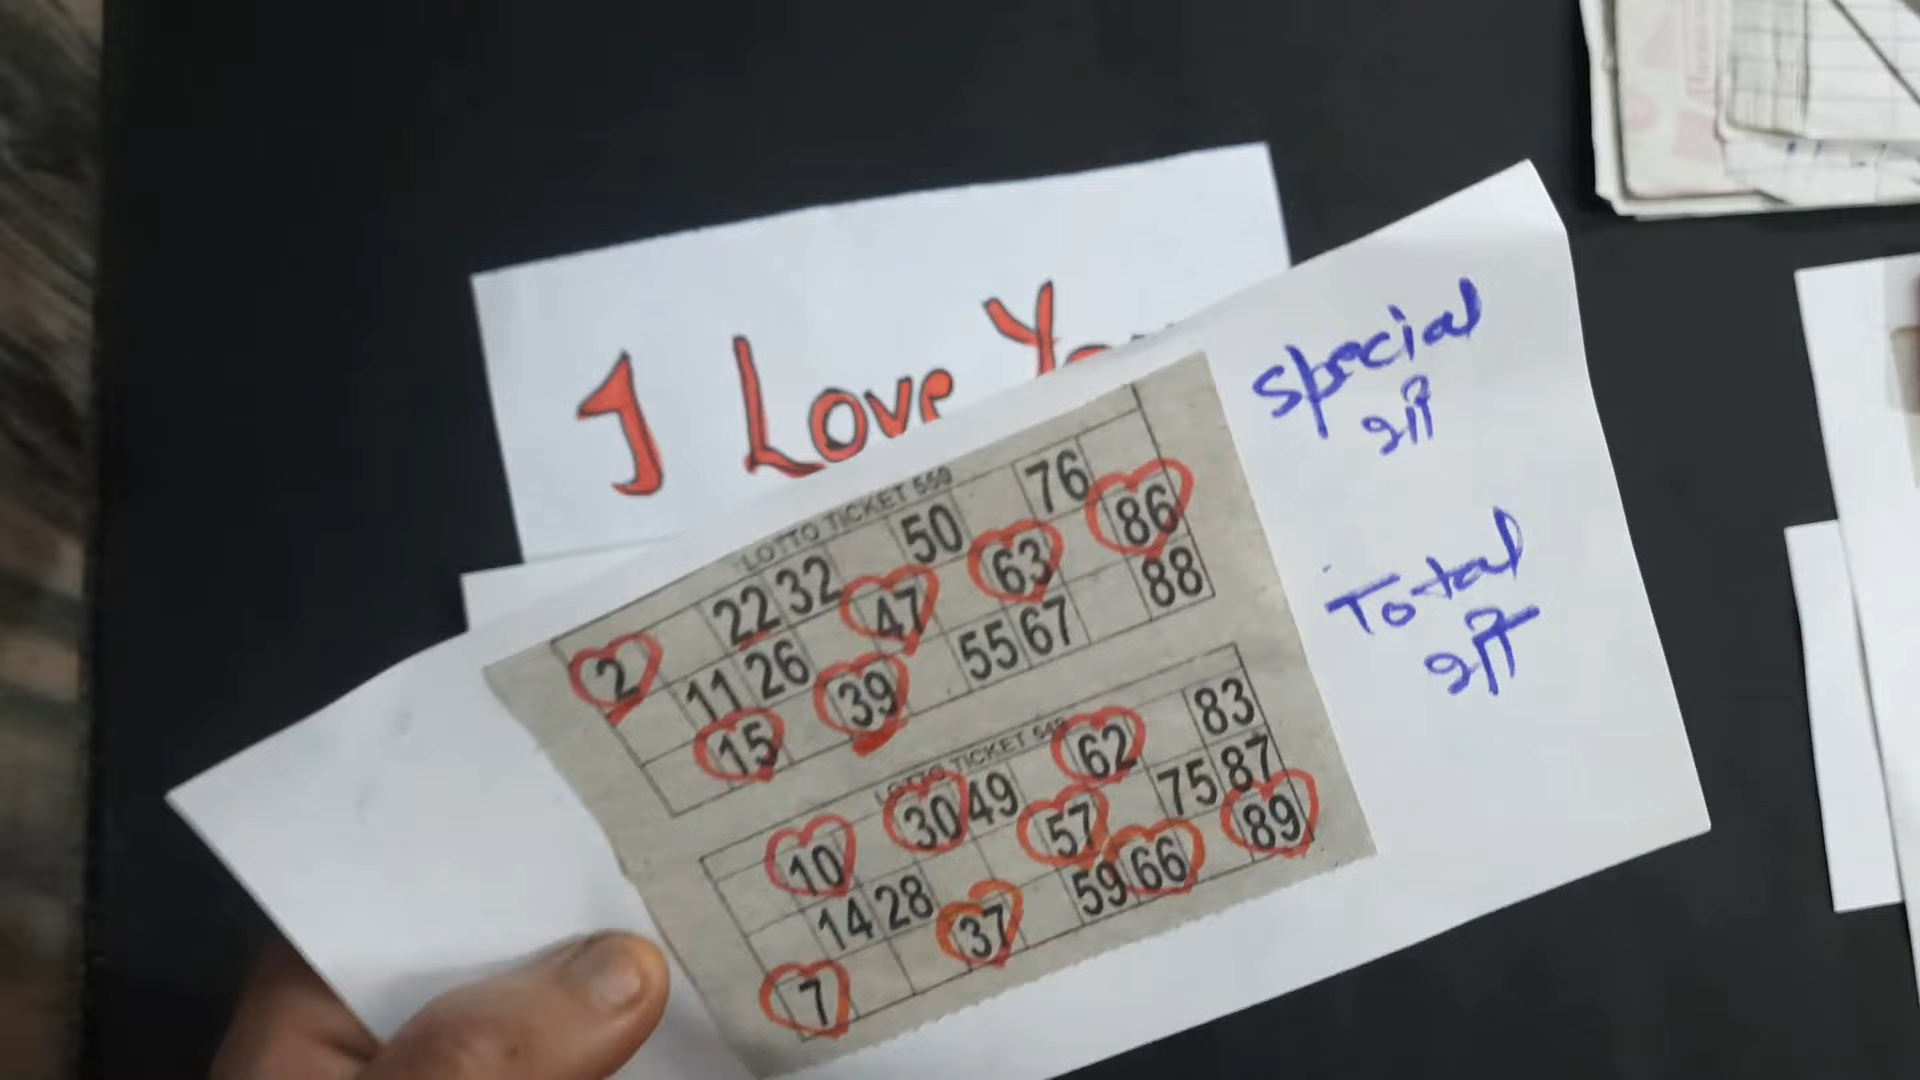 I Love Yo
Special
शॅा
Total
शॅा
LOTTO TICKET 550
22 32 50 76
2 11 26 47 63 86
15 39 55 67 88
LOTTO TICKET
10 30 49 62 83
14 28 57 75 87
7 37 59 66 89